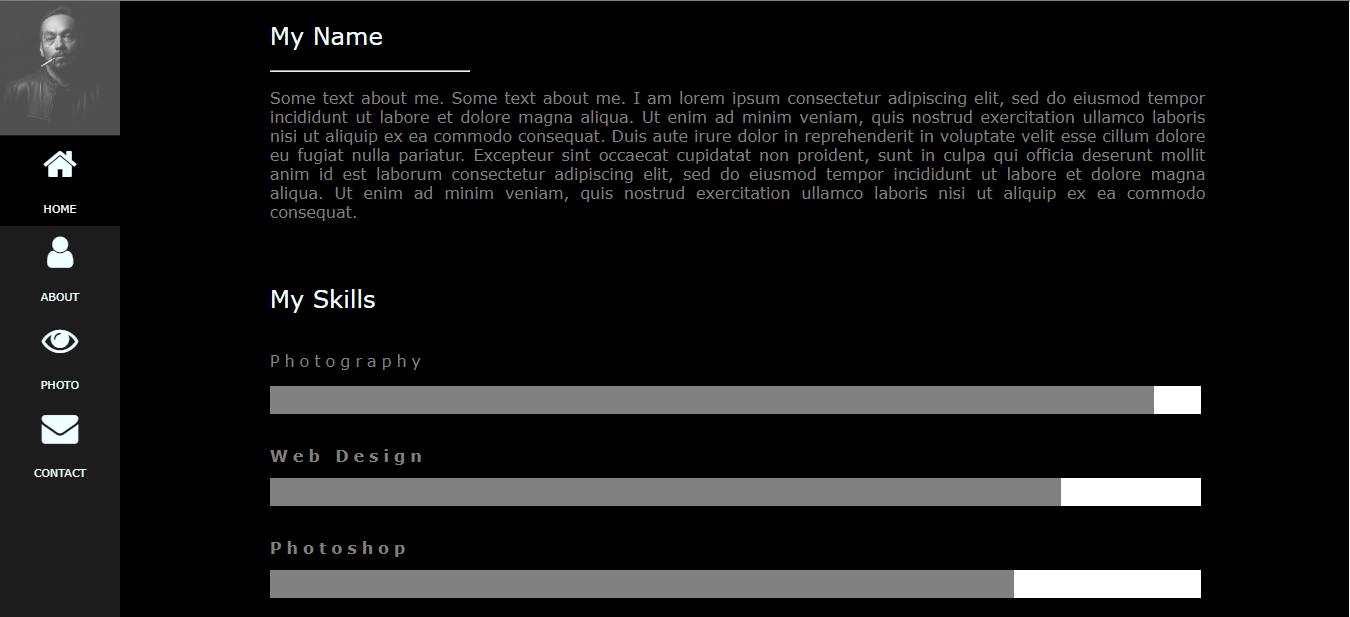 My Name
Some text about me. Some text about me. I am lorem ipsum consectetur adipiscing elit, sed do eiusmod tempor
incididunt ut labore et dolore magna aliqua. Ut enim ad minim veniam, quis nostrud exercitation ullamco laboris
nisi ut aliquip ex ea commodo consequat. Duis aute irure dolor in reprehenderit in voluptate velit esse cillum dolore
eu fugiat nulla pariatur. Excepteur sint occaecat cupidatat non proident, sunt in culpa qui officia deserunt mollit
anim id est laborum consectetur adipiscing elit, sed do eiusmod tempor incididunt ut labore et dolore magna
aliqua. Ut enim ad minim veniam, quis nostrud exercitation ullamco laboris nisi ut aliquip ex ea commodo
consequat.
HOME
ABOUT
PHOTO
CONTACT
My Skills
Photography
Web Design
Photoshop